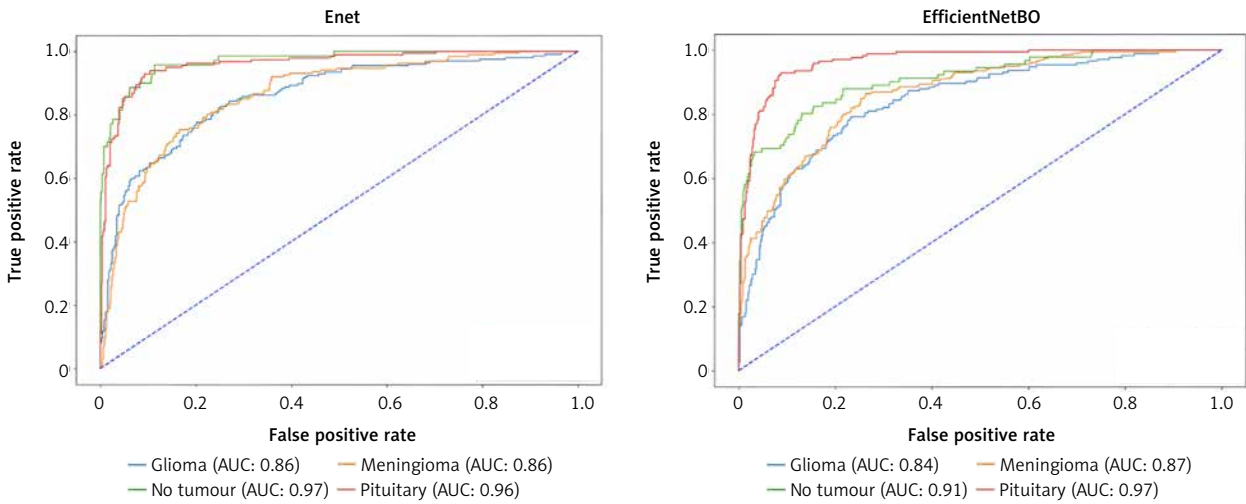 Enet
True positive rate
1.0
0.8
0.6
0.4
0.2
0
0 0.2 0.4 0.6 0.8 1.0
False positive rate
Glioma (AUC: 0.86) Meningioma (AUC: 0.86)
No tumour (AUC: 0.97) Pituitary (AUC: 0.96)
EfficientNetBO
True positive rate
1.0
0.8
0.6
0.4
0.2
0
0 0.2 0.4 0.6 0.8 1.0
False positive rate
Glioma (AUC: 0.84) Meningioma (AUC: 0.87)
No tumour (AUC: 0.91) Pituitary (AUC: 0.97)